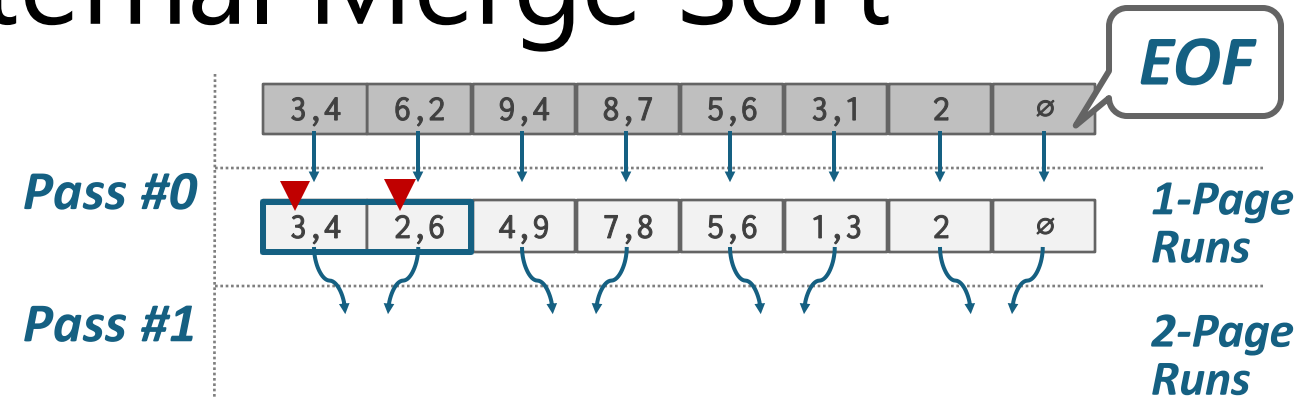 Merge Sort
EOF
3,4 6,2 9,4 8,7 5,6 3,1 2 ∅
Pass #0
3,4 2,6 4,9 7,8 5,6 1,3 2 ∅
1-Page
Runs
Pass #1
2-Page
Runs